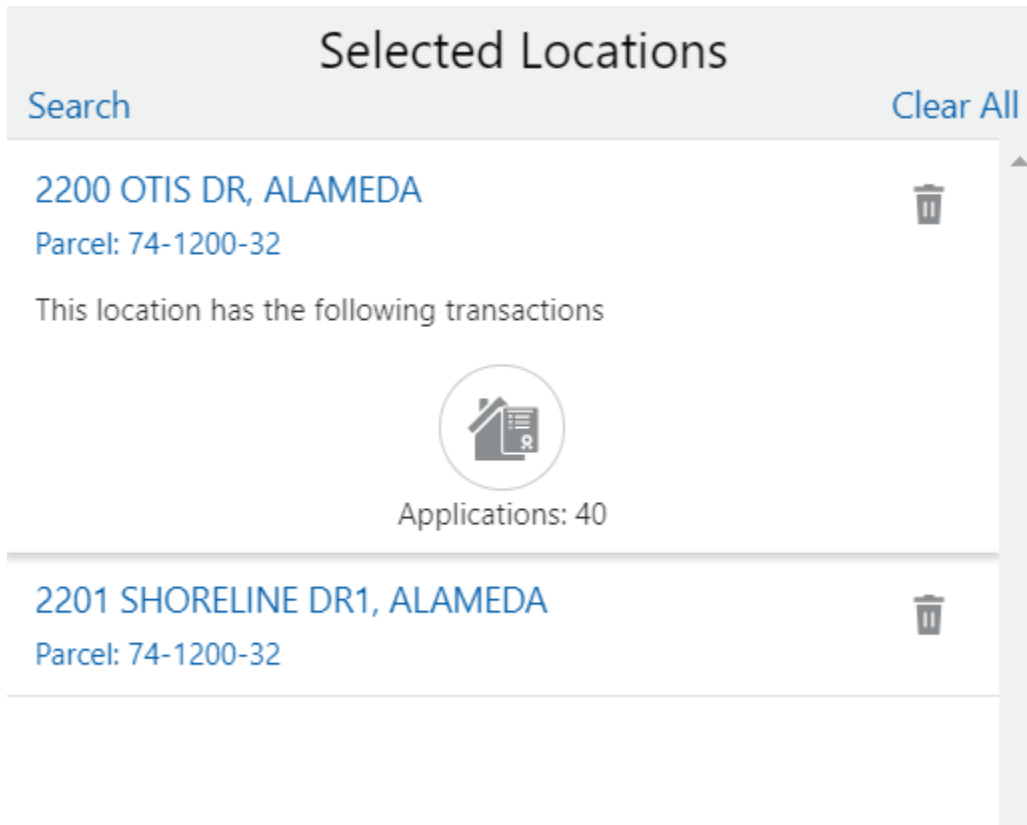 Selected Locations
Search Clear All
2200 OTIS DR, ALAMEDA
Parcel: 74-1200-32
This location has the following transactions
Applications: 40
2201 SHORELINE DR1, ALAMEDA
Parcel: 74-1200-32